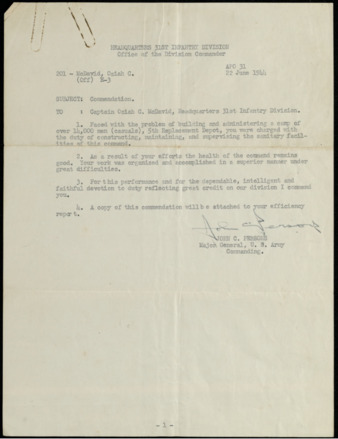 HEADQUARTERS 31ST INFANTRY DIVISION
Office of the Division Commander
APO 31
22 June 1944
201 - McDavid, Oziah C.
(Off) E-3
SUBJECT: Commendation.
TO : Captain Oziah C. McDavid, Headquarters 31st Infantry Division.
1. Faced with the problem of building and administering a camp of
over 14,000 men (casuals), 5th Replacement Depot, you were charged with
the duty of constructing, maintaining, and supervising the sanitary facili-
ties of this command.
2. As a result of your efforts the health of the command remains
good. Your work was organized and accomplished in a superior manner under
great difficulties.
3. For this performance and for the dependable, intelligent and
faithful devotion to duty reflecting great credit on our division I commend
you.
4. A copy of this commendation will be attached to your efficiency
report.
JOHN C. PERSONS
Major General, U. S. Army
Commanding.
- 1 -